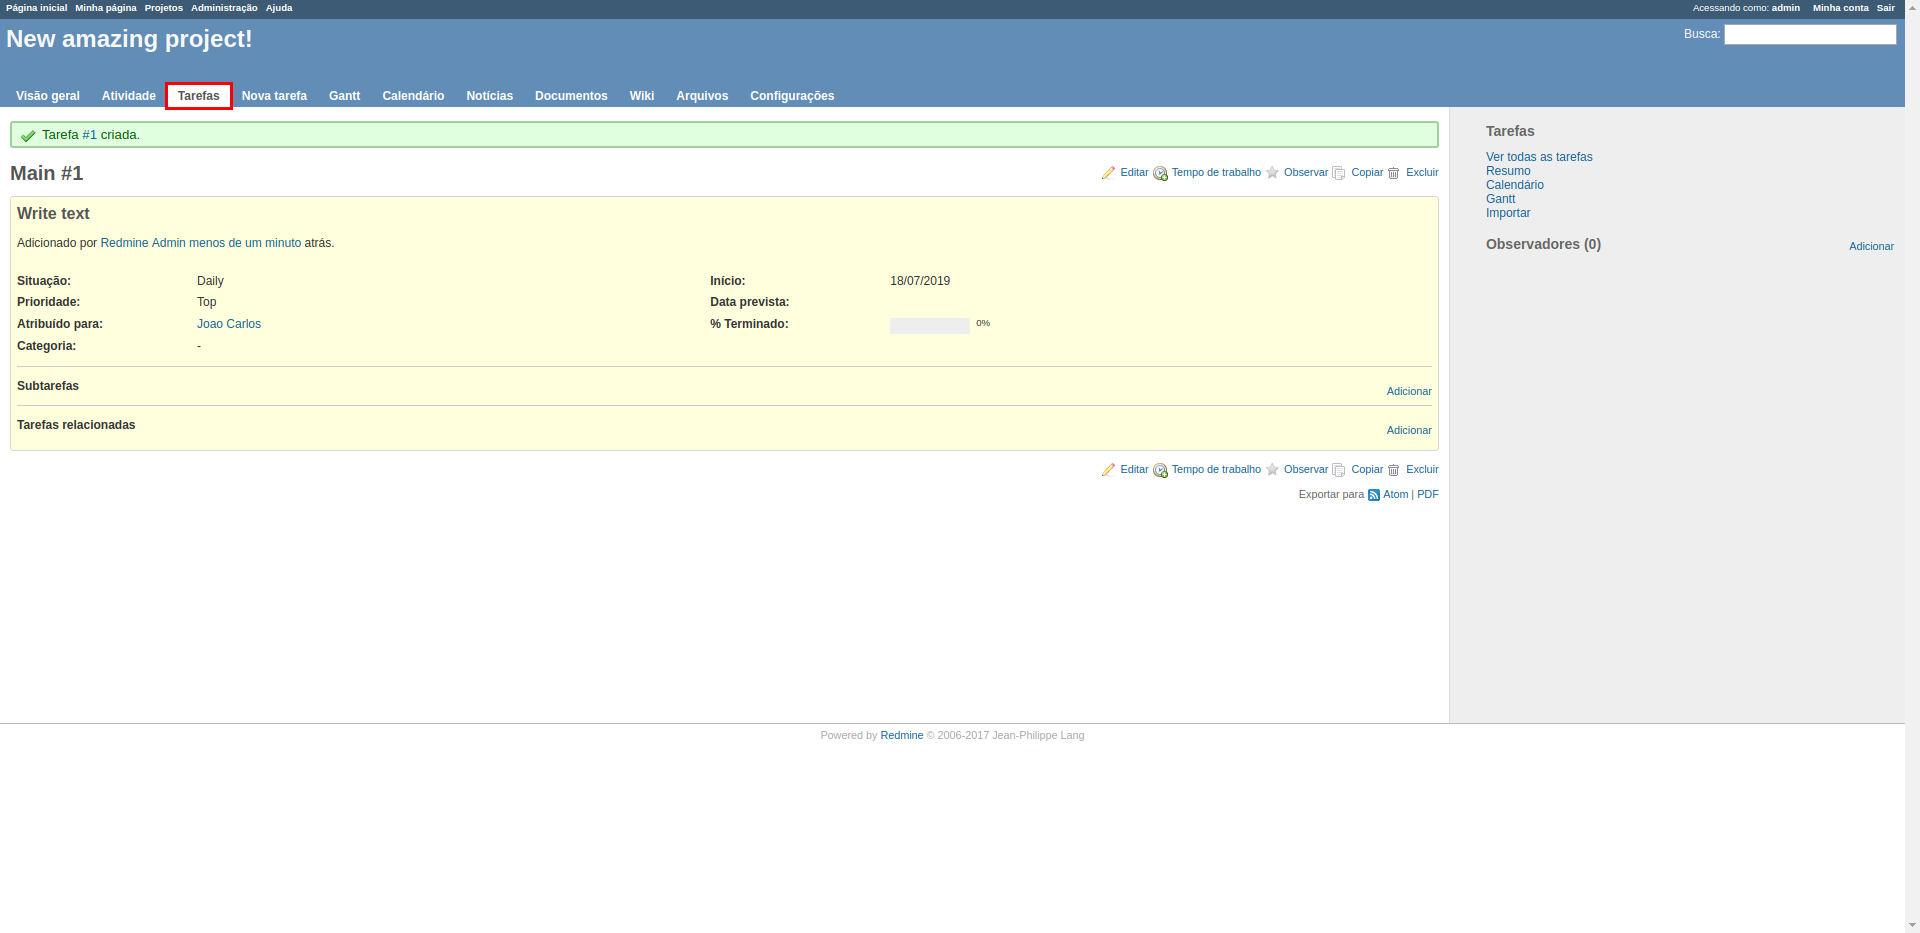 Página inicial Minha página Projetos Administração Ajuda Acessando como: admin Minha conta Sair
New amazing project!
Busca:
Visão geral Atividade Tarefas Nova tarefa Gantt Calendário Notícias Documentos Wiki Arquivos Configurações
Tarefa #1 criada.
Main #1
Editar Tempo de trabalho Observar Copiar Excluir
Write text
Adicionado por Redmine Admin menos de um minuto atrás.
Situação: Daily Início: 18/07/2019
Prioridade: Top Data prevista:
Atribuído para: Joao Carlos % Terminado: 0%
Categoria: -
Subtarefas Adicionar
Tarefas relacionadas Adicionar
Editar Tempo de trabalho Observar Copiar Excluir
Exportar para Atom | PDF
Tarefas
Ver todas as tarefas
Resumo
Calendário
Gantt
Importar
Observadores (0) Adicionar
Powered by Redmine © 2006-2017 Jean-Philippe Lang